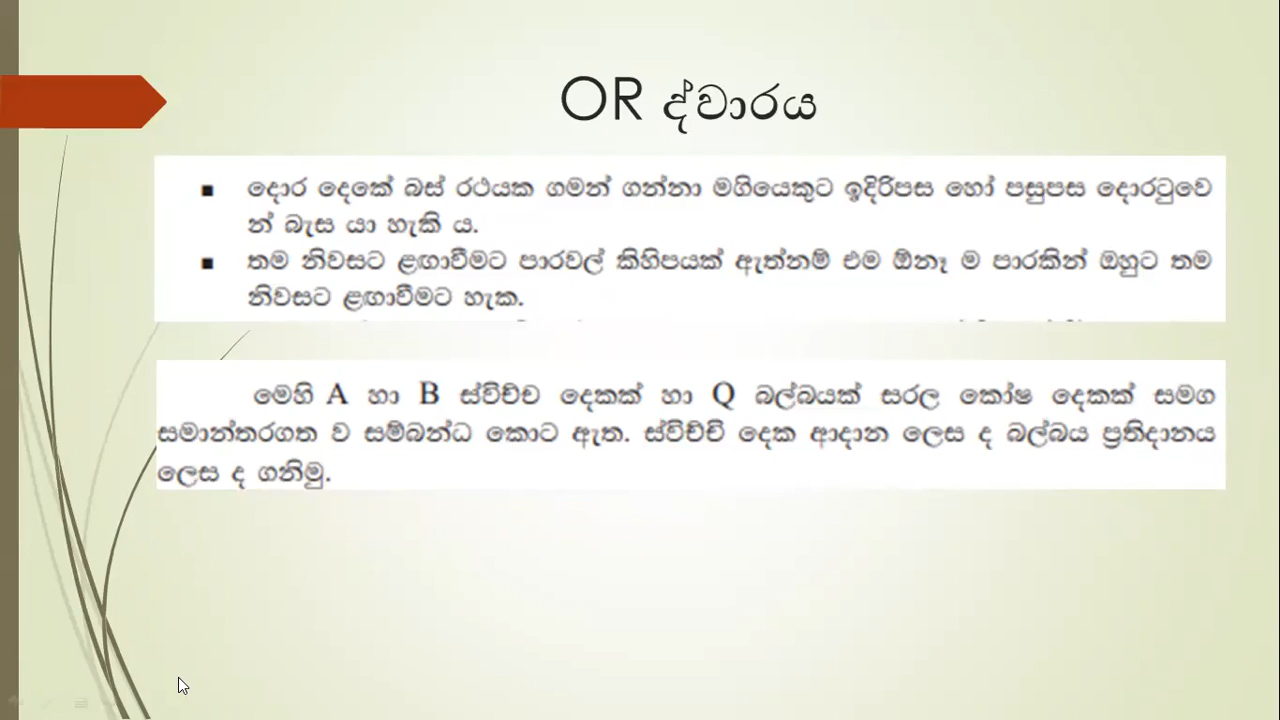 OR ද්වාරය
▪ දොර දෙකේ බස් රථයක ගමන් ගන්නා මගියෙකුට ඉදිරිපස හෝ පසුපස දොරටුවෙ
න් බැස යා හැකි ය.
▪ තම නිවසට ළඟාවීමට පාරවල් කිහිපයක් ඇත්නම් එම ඕනෑ ම පාරකින් ඔහුට තම
නිවසට ළඟාවීමට හැක.
මෙහි A හා B ස්විච්ච දෙකක් හා Q බල්බයක් සරල කෝෂ දෙකක් සමග
සමාන්තරගත ව සම්බන්ධ කොට ඇත. ස්විච්චි දෙක ආදාන ලෙස ද බල්බය ප්‍රතිදානය
ලෙස ද ගනිමු.